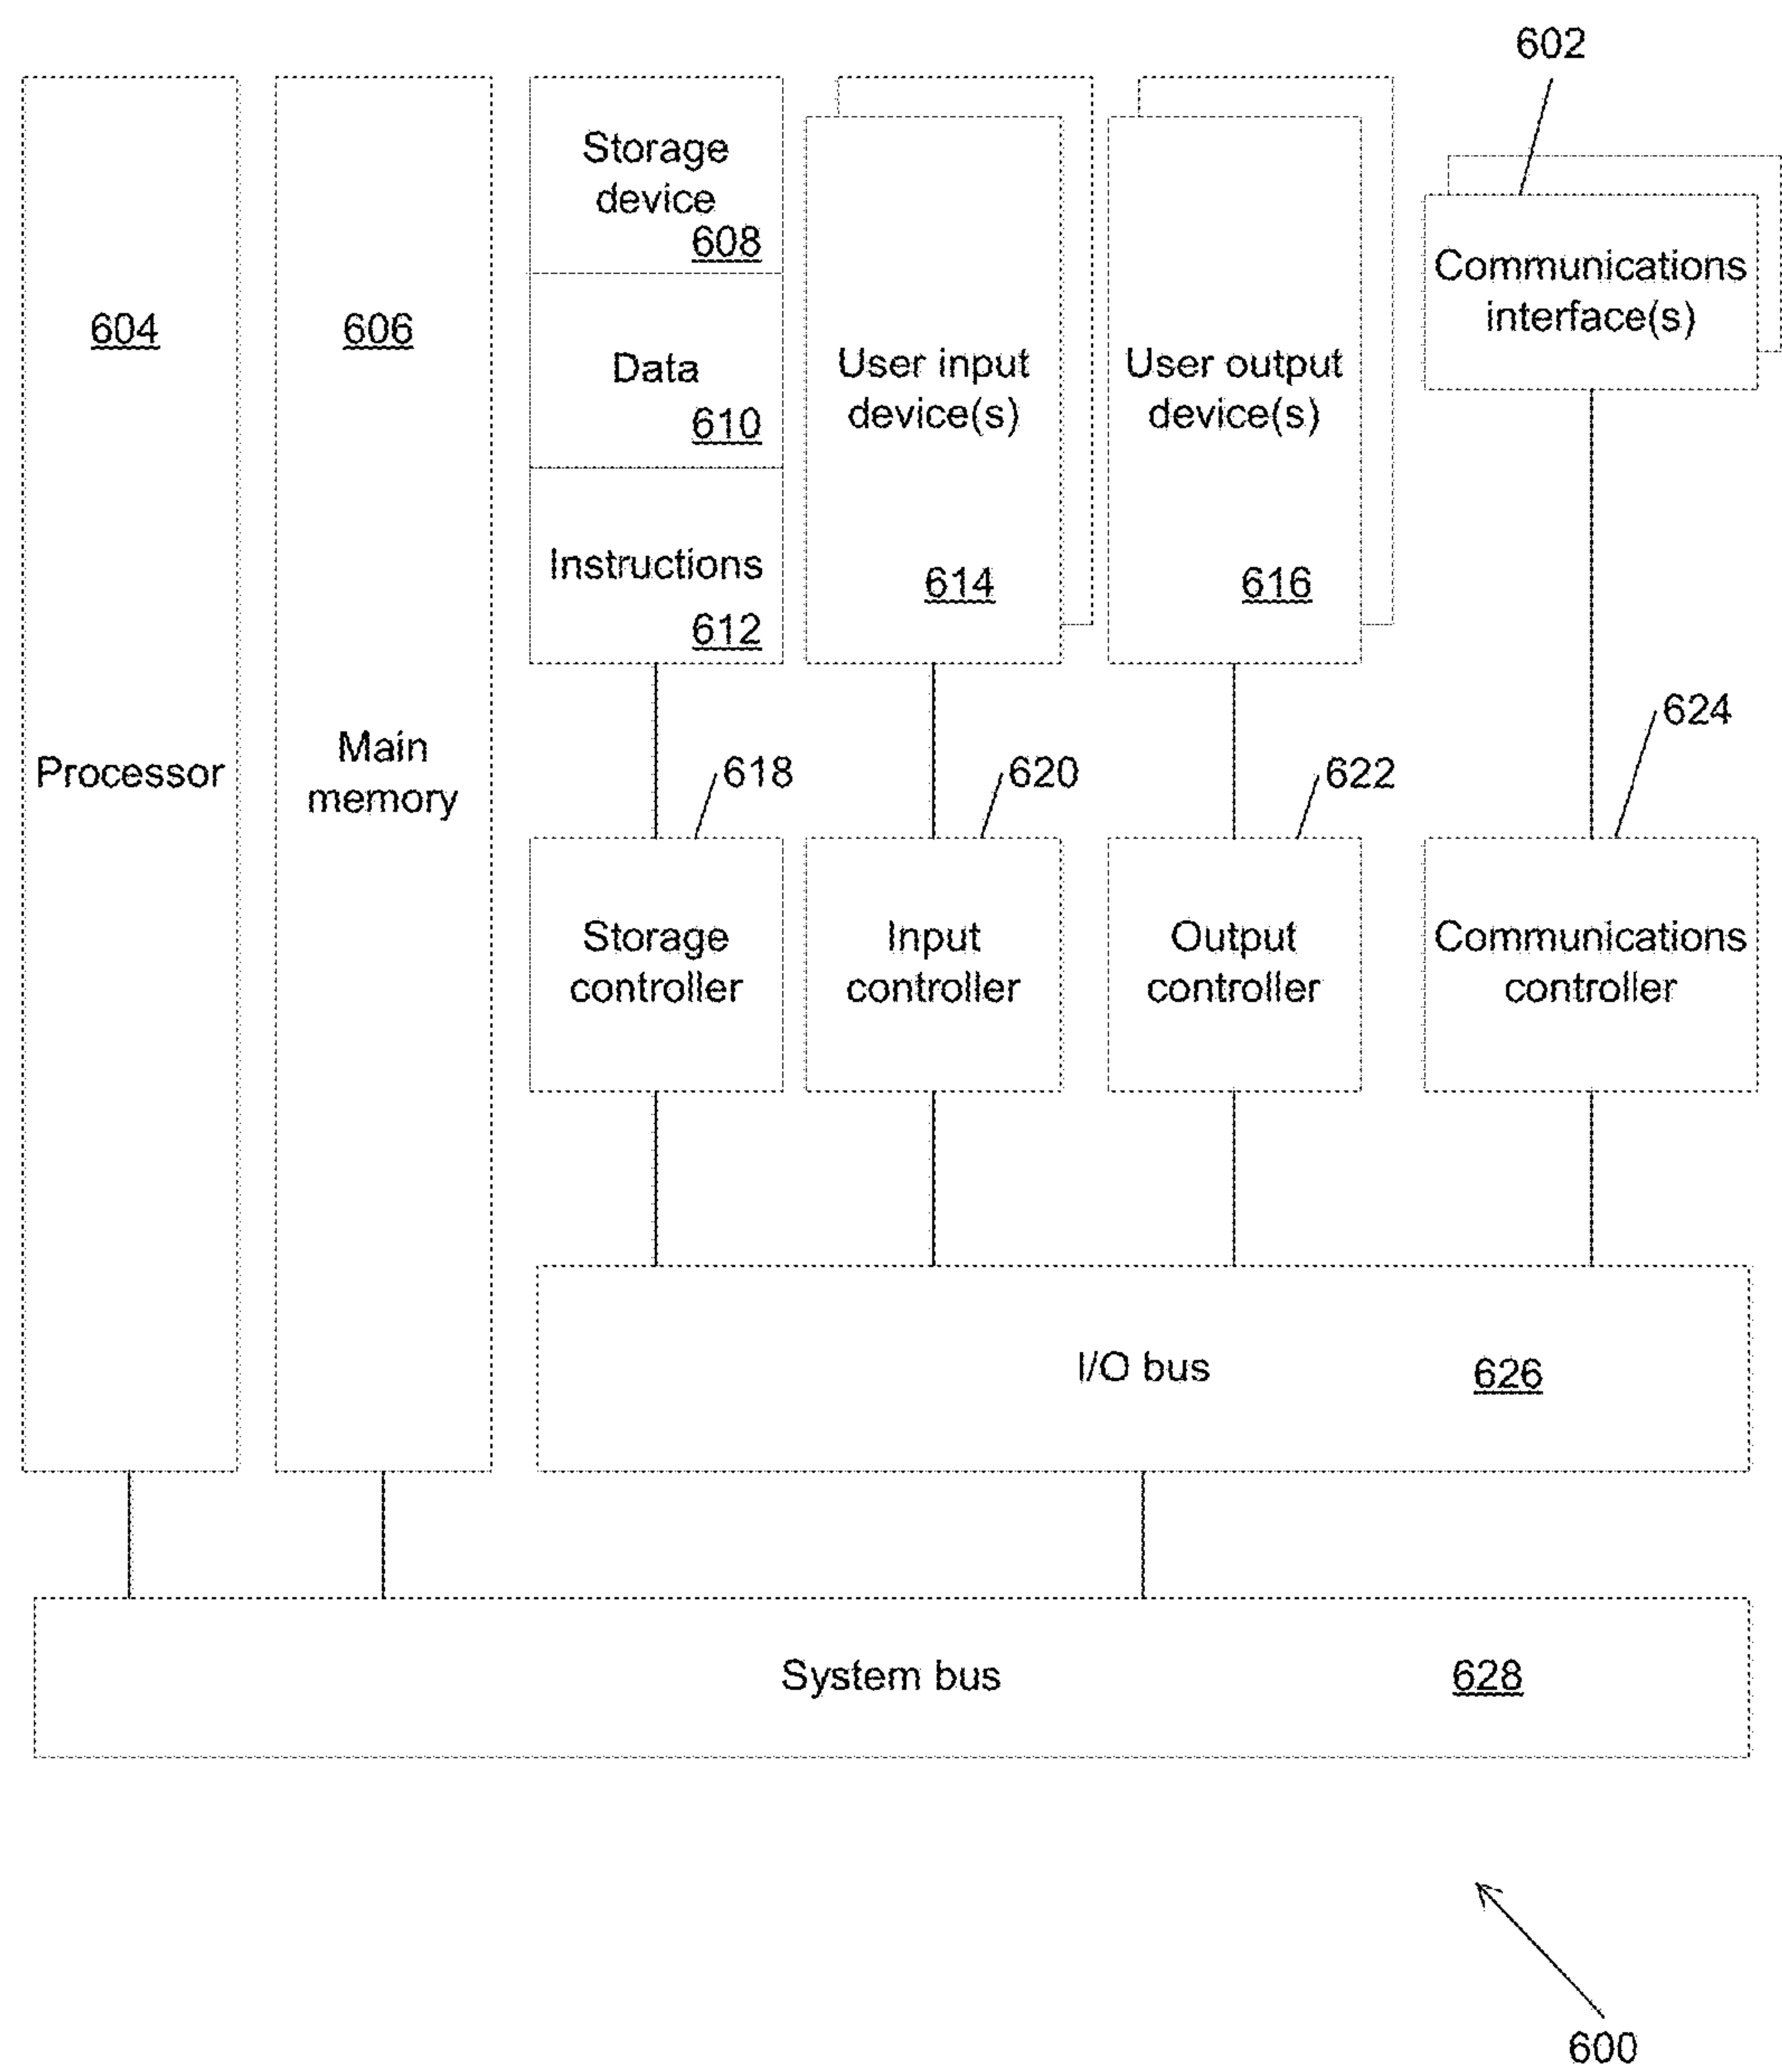 602
Storage
device
608
604
606
Data
610
User input
device(s)
User output
device(s)
Communications
interface(s)
Instructions
612
614
616
Processor
Main
memory
618
620
622
624
Storage
controller
Input
controller
Output
controller
Communications
controller
I/O bus
626
System bus
628
600